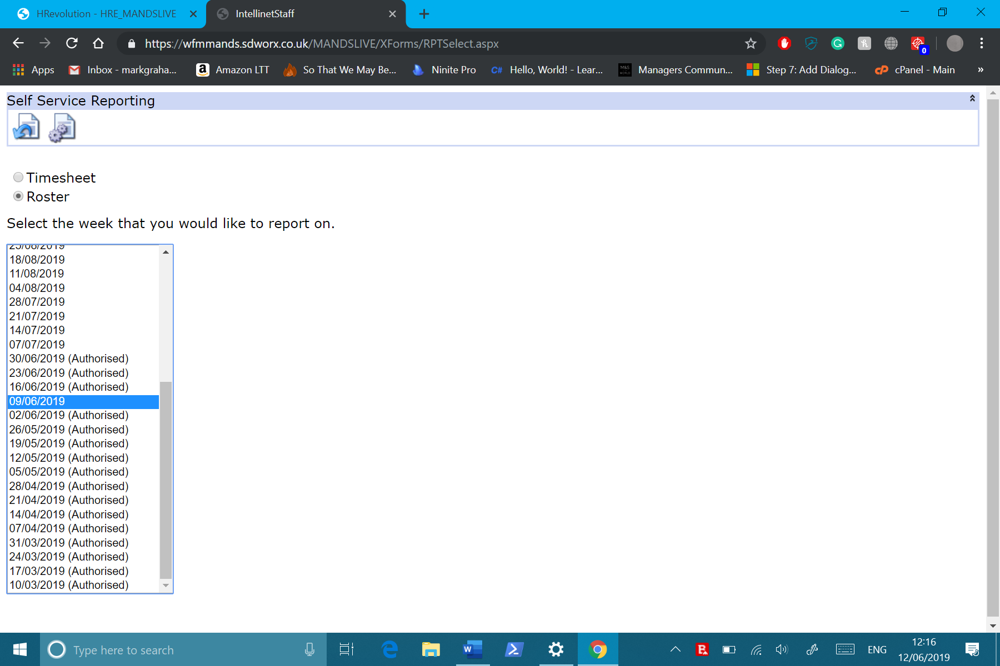 HRevolution - HRE_MANDSLIVE
IntellinetStaff
https://wfmmands.sdworx.co.uk/MANDSLIVE/XForms/RPTSelect.aspx
0
Apps
Inbox - markgraha...
Amazon LTT
So That We May Be...
Ninite Pro
C#
Hello, World! - Lear...
M&S
WORLD
Managers Commun...
Step 7: Add Dialog...
cP
cPanel - Main
»
Self Service Reporting
Timesheet
Roster
Select the week that you would like to report on.
25/08/2019
18/08/2019
11/08/2019
04/08/2019
28/07/2019
21/07/2019
14/07/2019
07/07/2019
30/06/2019 (Authorised)
23/06/2019 (Authorised)
16/06/2019 (Authorised)
09/06/2019
02/06/2019 (Authorised)
26/05/2019 (Authorised)
19/05/2019 (Authorised)
12/05/2019 (Authorised)
05/05/2019 (Authorised)
28/04/2019 (Authorised)
21/04/2019 (Authorised)
14/04/2019 (Authorised)
07/04/2019 (Authorised)
31/03/2019 (Authorised)
24/03/2019 (Authorised)
17/03/2019 (Authorised)
10/03/2019 (Authorised)
Type here to search
ENG
12:16
12/06/2019